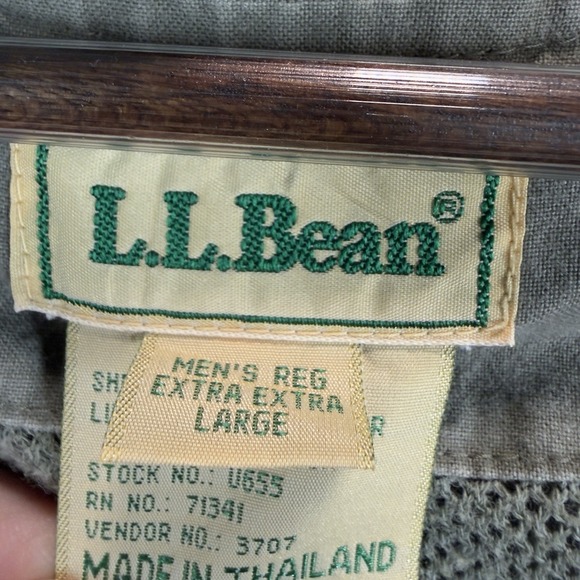 L.L.Bean®
MEN'S REG
EXTRA EXTRA
LARGE
STOCK NO.: U655
RN NO.: 71341
VENDOR NO.: 3707
MADE IN THAILAND